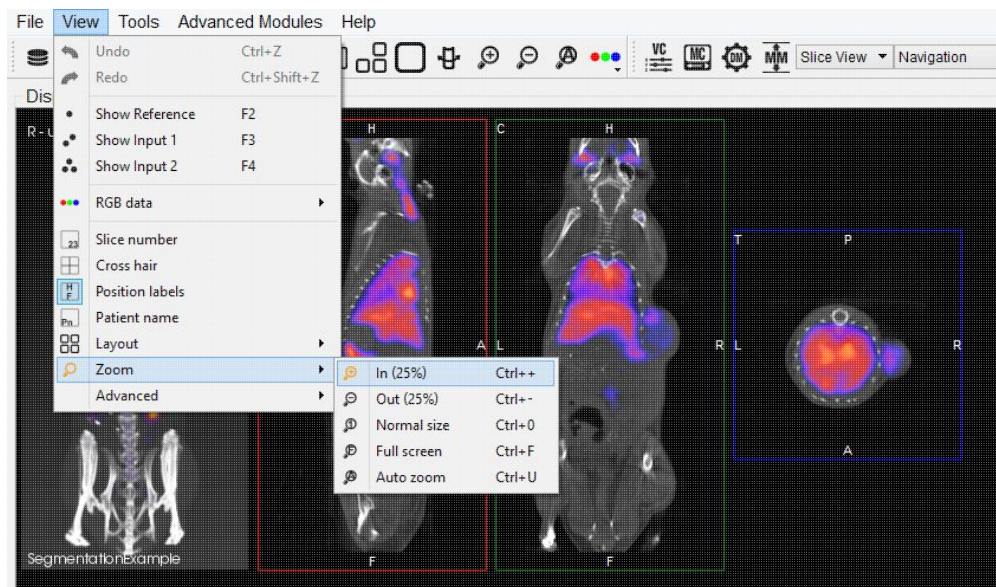 File View Tools Advanced Modules Help
Undo Ctrl+Z
Redo Ctrl+Shift+Z
VC MC DM MM Slice View Navigation
Dis
Show Reference F2
Show Input 1 F3
Show Input 2 F4
RGB data
23 Slice number
Cross hair
H F Position labels
Pn Patient name
Layout
Zoom
Advanced
In (25%) Ctrl++
Out (25%) Ctrl+-
Normal size Ctrl+0
Full screen Ctrl+F
Auto zoom Ctrl+U
R - u
H
A
F
C H
L R
F
T P
L R
A
SegmentationExample